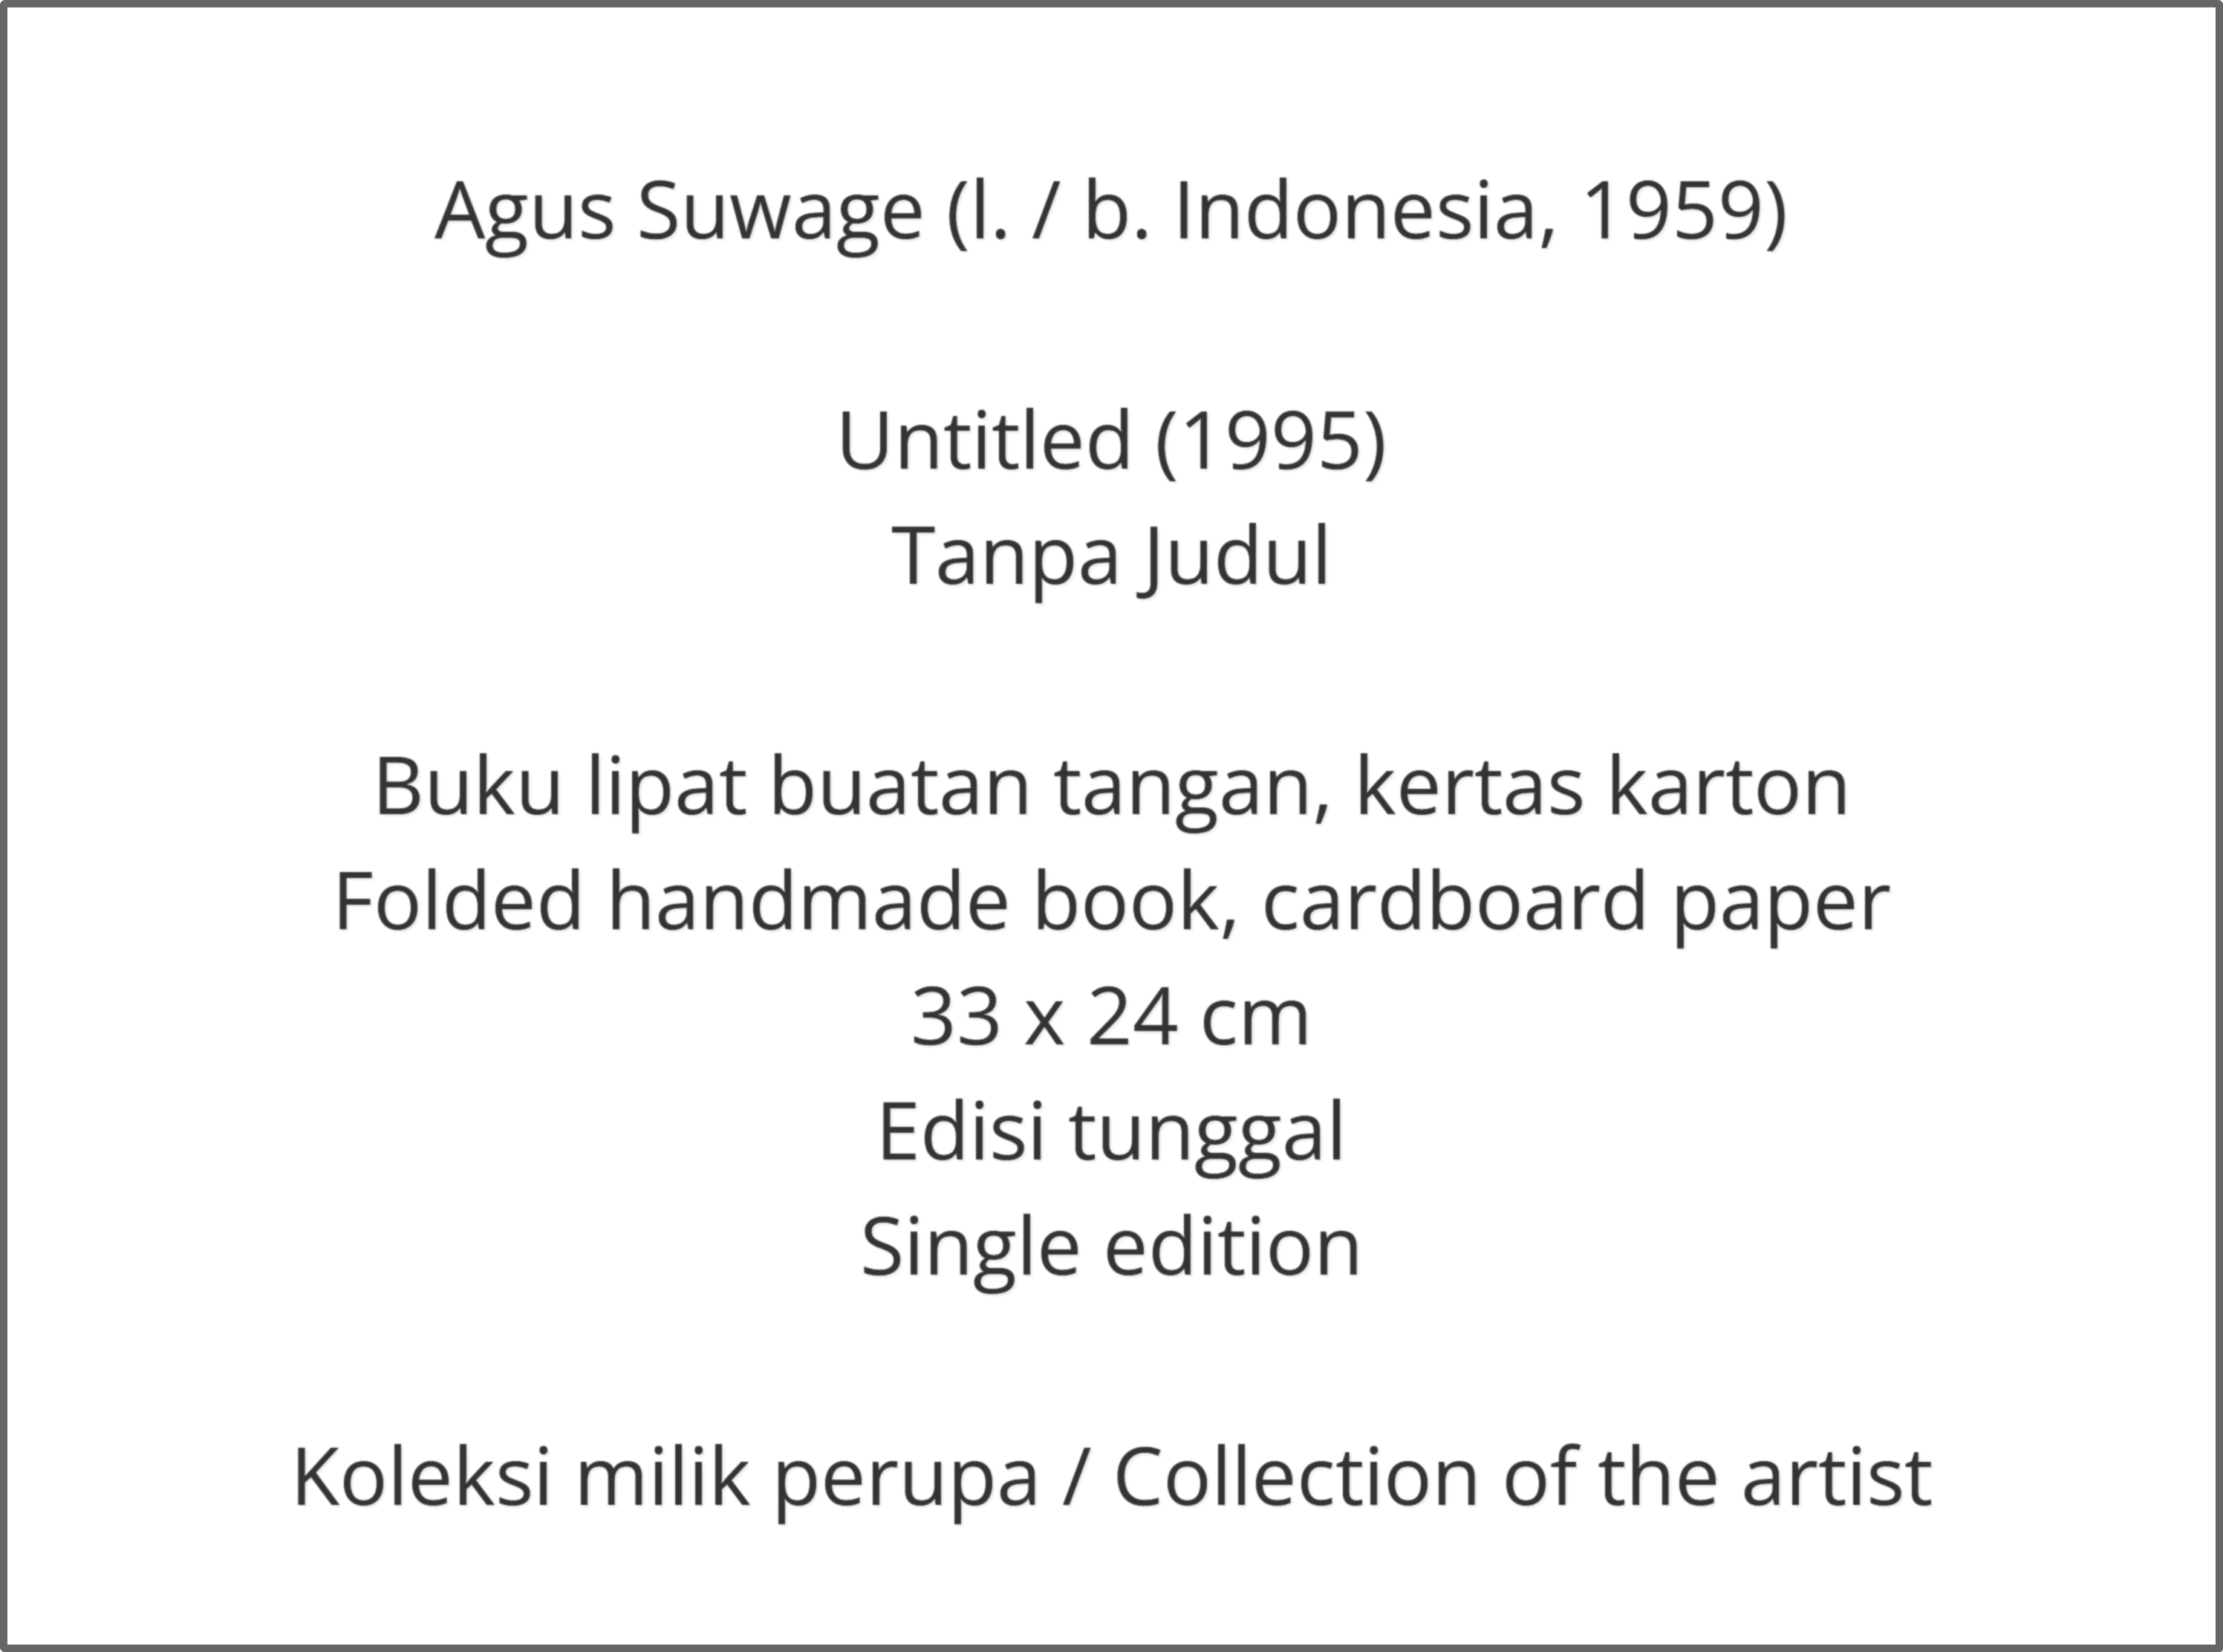 Agus Suwage (l. / b. Indonesia, 1959)
Untitled (1995)
Tanpa Judul
Buku lipat buatan tangan, kertas karton
Folded handmade book, cardboard paper
33 x 24 cm
Edisi tunggal
Single edition
Koleksi milik perupa / Collection of the artist